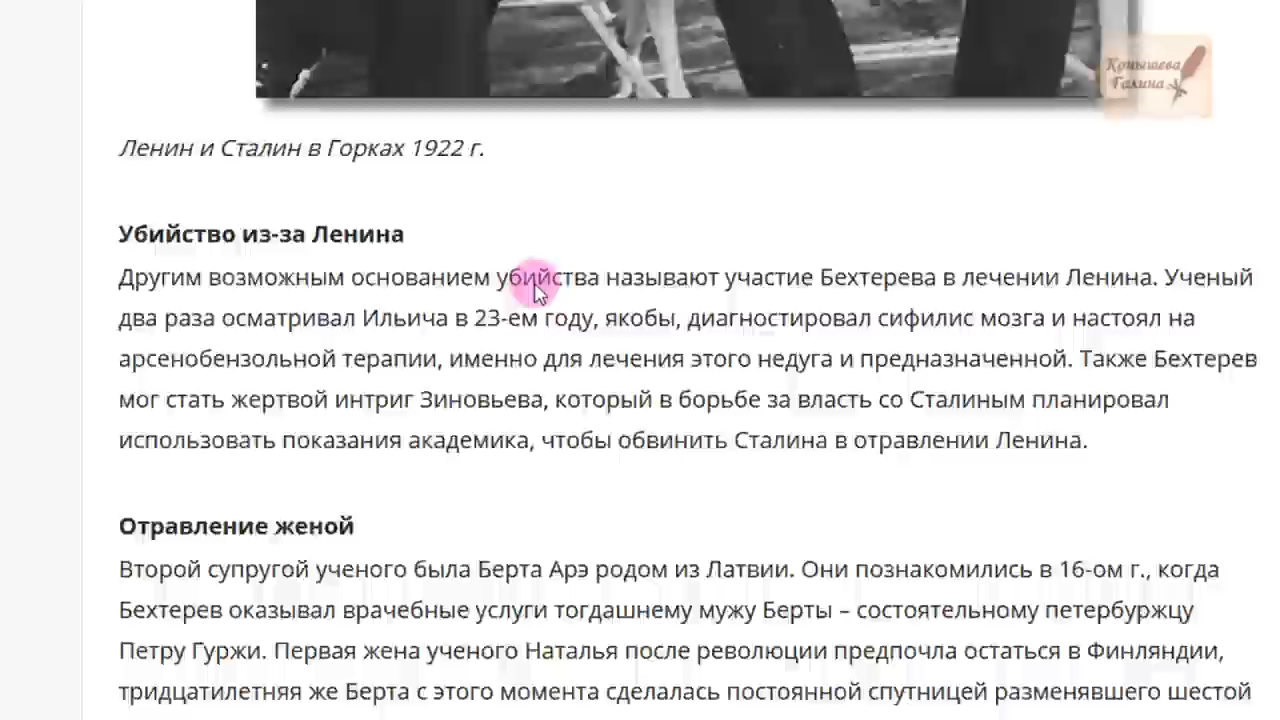 Конышева
Галина
Ленин и Сталин в Горках 1922 г.
Убийство из-за Ленина
Другим возможным основанием убийства называют участие Бехтерева в лечении Ленина. Ученый
два раза осматривал Ильича в 23-ем году, якобы, диагностировал сифилис мозга и настоял на
арсенобензольной терапии, именно для лечения этого недуга и предназначенной. Также Бехтерев
мог стать жертвой интриг Зиновьева, который в борьбе за власть со Сталиным планировал
использовать показания академика, чтобы обвинить Сталина в отравлении Ленина.
Отравление женой
Второй супругой ученого была Берта Арэ родом из Латвии. Они познакомились в 16-ом г., когда
Бехтерев оказывал врачебные услуги тогдашнему мужу Берты – состоятельному петербуржцу
Петру Гуржи. Первая жена ученого Наталья после революции предпочла остаться в Финляндии,
тридцатилетняя же Берта с этого момента сделалась постоянной спутницей разменявшего шестой